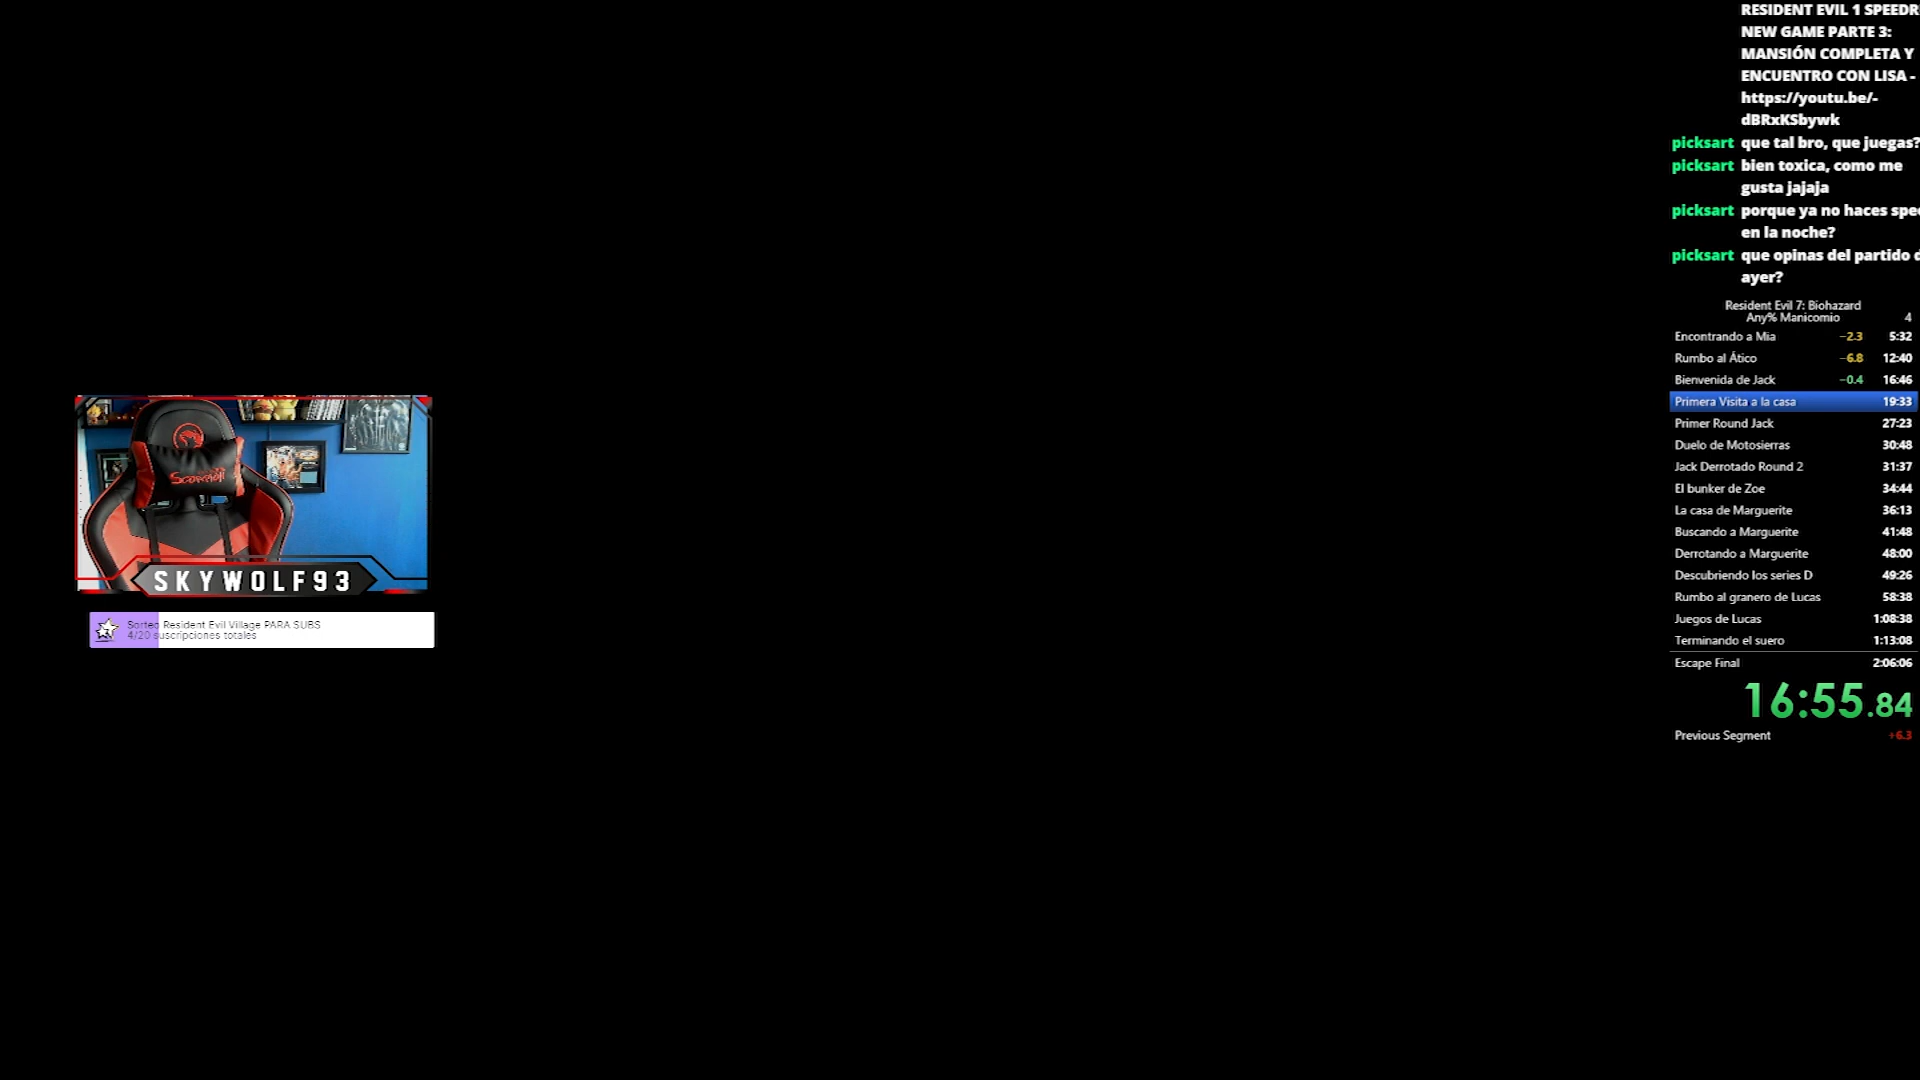 RESIDENT EVIL 1 SPEEDR
NEW GAME PARTE 3:
MANSIÓN COMPLETA Y
ENCUENTRO CON LISA -
https://youtu.be/-
dBRxKSbywk
picksart que tal bro, que juegas?
picksart bien toxica, como me
gusta jajaja
picksart porque ya no haces spee
en la noche?
picksart que opinas del partido d
ayer?
Resident Evil 7: Biohazard
Any% Manicomio 4
Encontrando a Mia −2.3 5:32
Rumbo al Ático −6.8 12:40
Bienvenida de Jack −0.4 16:46
Primera Visita a la casa 19:33
Primer Round Jack 27:23
Duelo de Motosierras 30:48
Jack Derrotado Round 2 31:37
El bunker de Zoe 34:44
La casa de Marguerite 36:13
Buscando a Marguerite 41:48
Derrotando a Marguerite 48:00
Descubriendo los series D 49:26
Rumbo al granero de Lucas 58:38
Juegos de Lucas 1:08:38
Terminando el suero 1:13:08
Escape Final 2:06:06
16:55.84
Previous Segment +6.3
Scorpion
SKYWOLF93
Sorteo Resident Evil Village PARA SUBS
4/20 suscripciones totales